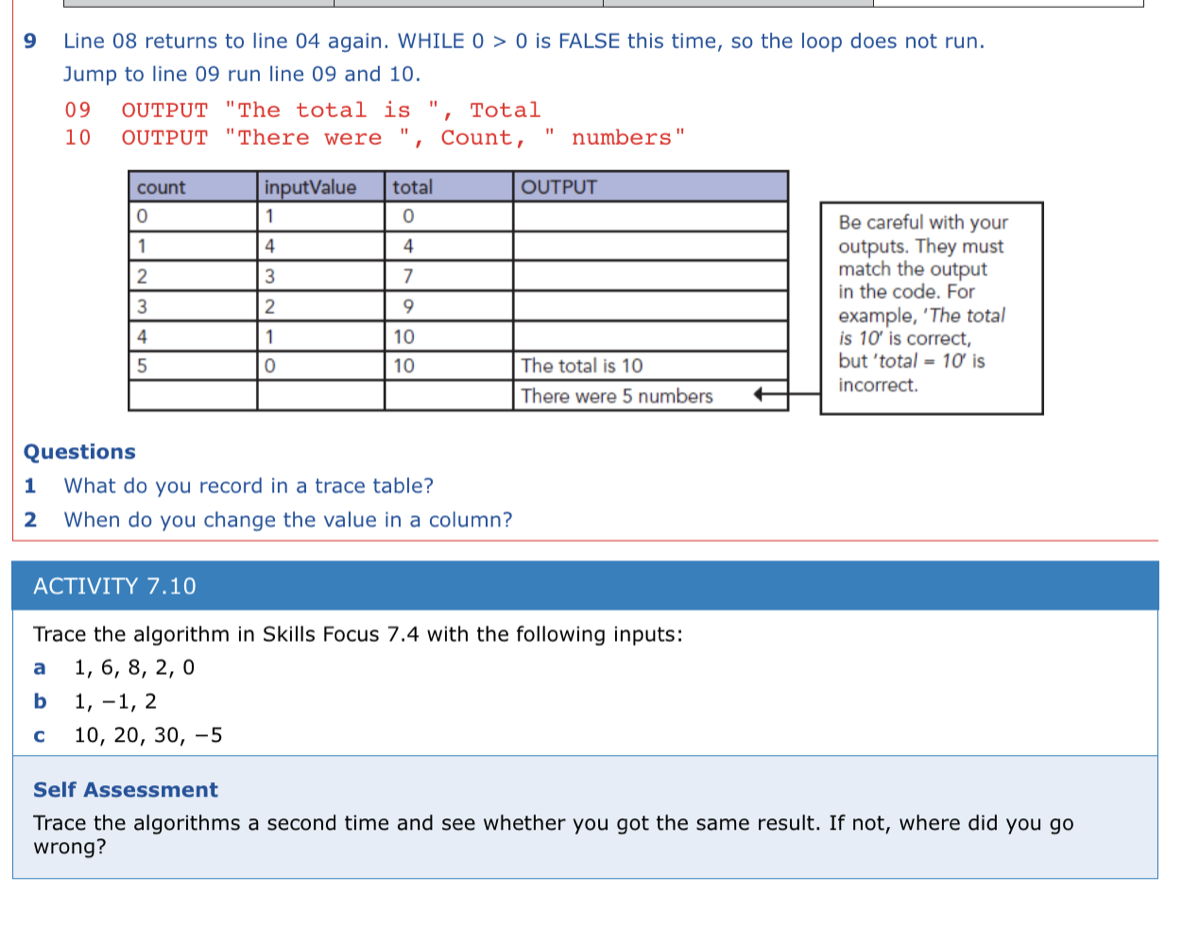 9 Line 08 returns to line 04 again. WHILE 0 > 0 is FALSE this time, so the loop does not run.
Jump to line 09 run line 09 and 10.
09 OUTPUT "The total is ", Total
10 OUTPUT "There were ", Count, " numbers"
count inputValue total OUTPUT
0 1 0
1 4 4
2 3 7
3 2 9
4 1 10
5 0 10 The total is 10
There were 5 numbers
Be careful with your
outputs. They must
match the output
in the code. For
example, 'The total
is 10' is correct,
but 'total = 10' is
incorrect.
Questions
1 What do you record in a trace table?
2 When do you change the value in a column?
ACTIVITY 7.10
Trace the algorithm in Skills Focus 7.4 with the following inputs:
a 1, 6, 8, 2, 0
b 1, −1, 2
c 10, 20, 30, −5
Self Assessment
Trace the algorithms a second time and see whether you got the same result. If not, where did you go
wrong?